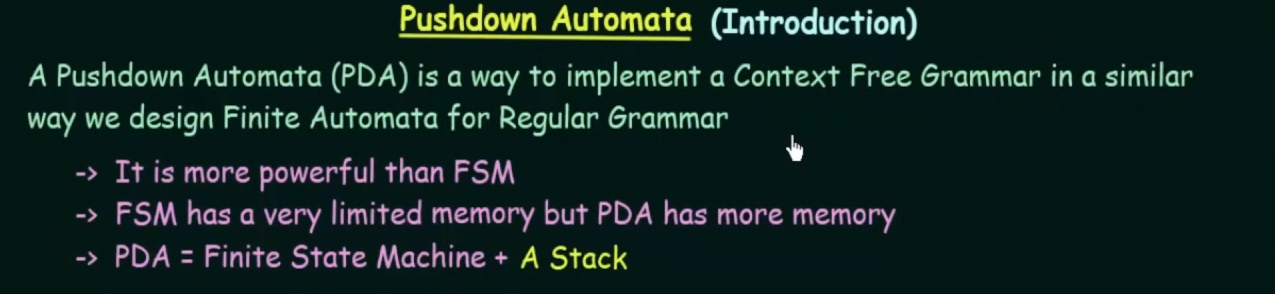 Pushdown Automata (Introduction)
A Pushdown Automata (PDA) is a way to implement a Context Free Grammar in a similar
way we design Finite Automata for Regular Grammar
-> It is more powerful than FSM
-> FSM has a very limited memory but PDA has more memory
-> PDA = Finite State Machine + A Stack